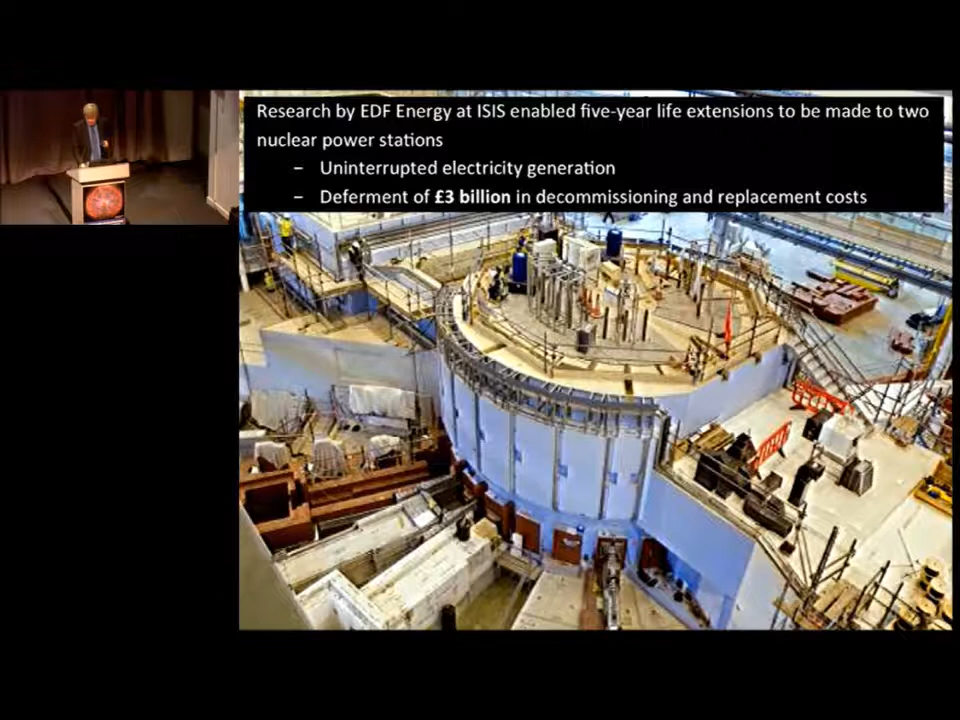 Research by EDF Energy at ISIS enabled five-year life extensions to be made to two
nuclear power stations
– Uninterrupted electricity generation
– Deferment of £3 billion in decommissioning and replacement costs